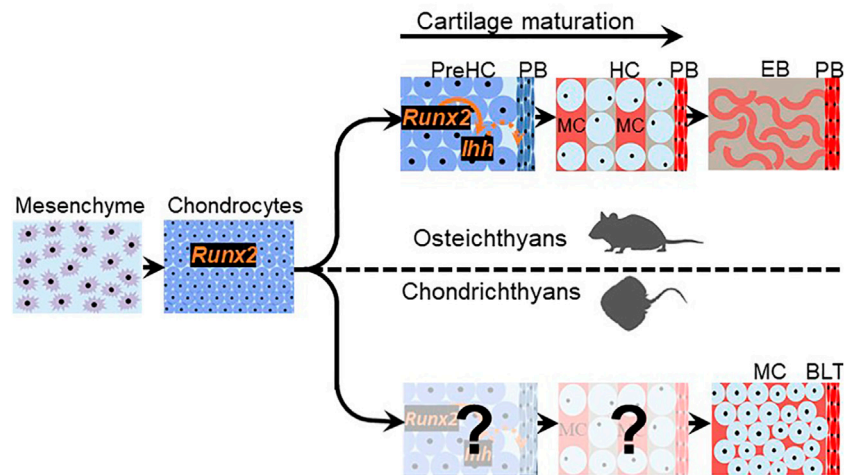 Cartilage maturation
PreHC PB HC PB EB PB
Runx2
Ihh
MC MC
Mesenchyme Chondrocytes
Runx2
Osteichthyans
Chondrichthyans
MC BLT
Runx2
Ihh
? ?
MC MC